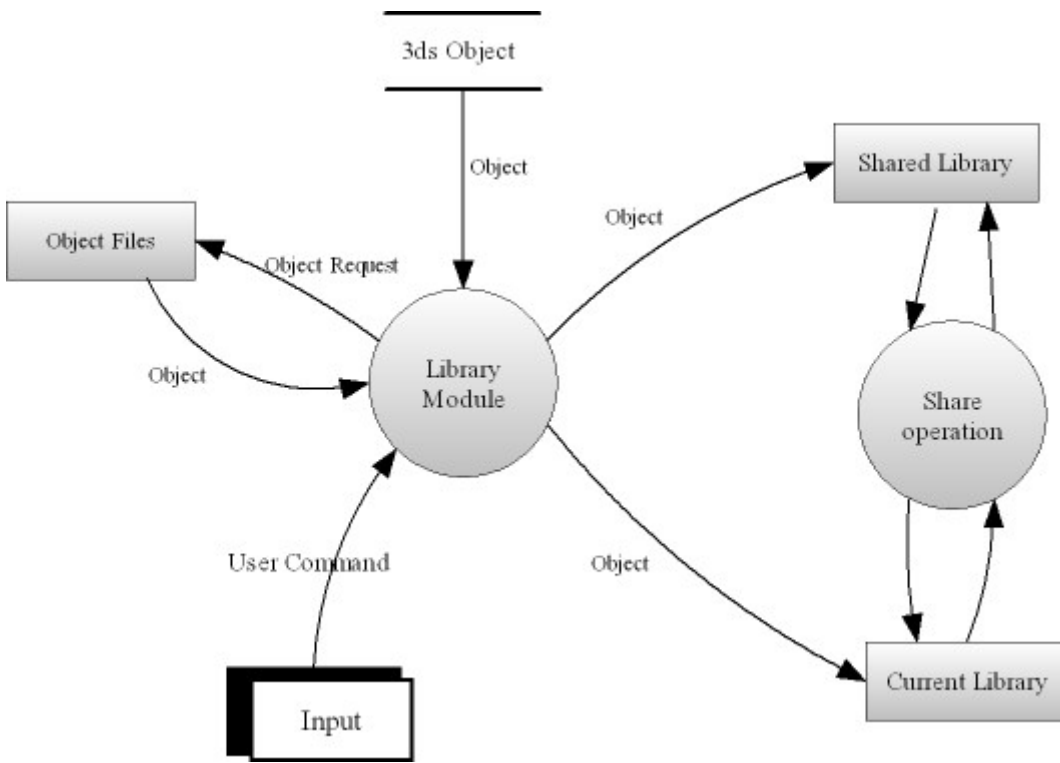 3ds Object
Object
Shared Library
Object
Object Files
Object Request
Library
Module
Object
Share
operation
User Command
Object
Current Library
Input